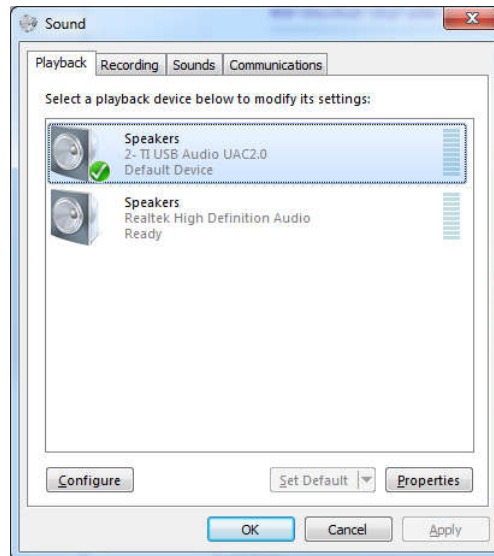 Sound
Playback Recording Sounds Communications
Select a playback device below to modify its settings:
Speakers
2- TI USB Audio UAC2.0
Default Device
Speakers
Realtek High Definition Audio
Ready
Configure Set Default Properties
OK Cancel Apply